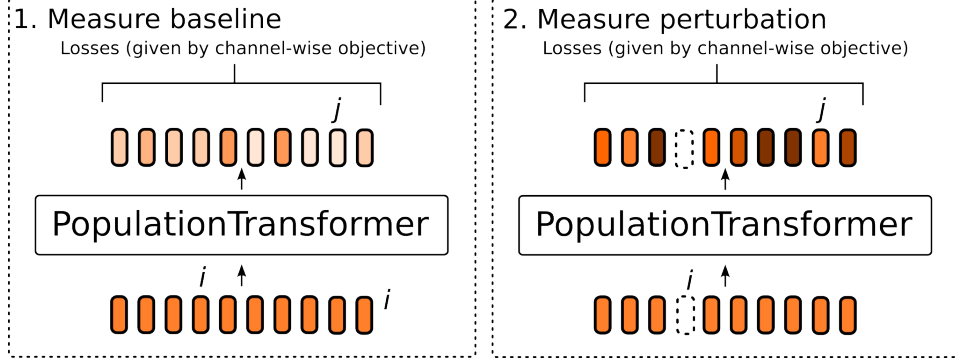 1. Measure baseline
Losses (given by channel-wise objective)
j
PopulationTransformer
i
i
2. Measure perturbation
Losses (given by channel-wise objective)
j
PopulationTransformer
i